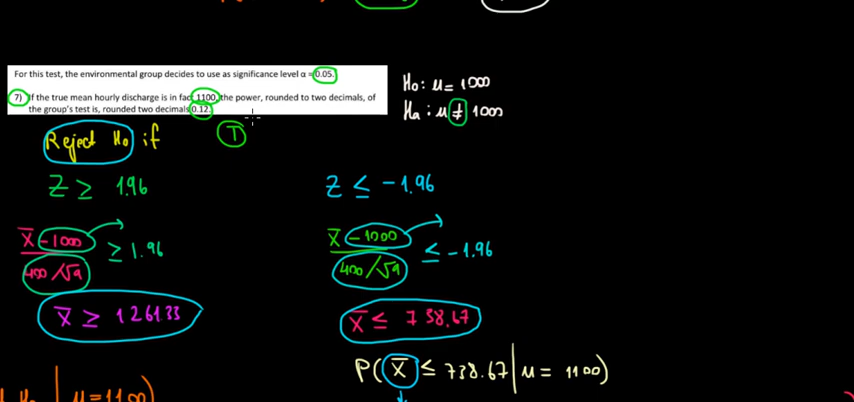 For this test, the environmental group decides to use as significance level α = 0.05.
7) If the true mean hourly discharge is in fact 1100, the power, rounded to two decimals, of
the group's test is, rounded two decimals 0.12.
H0: μ = 1000
Ha: μ ≠ 1000
Reject H0 if
T
Z ≥ 1.96
Z ≤ -1.96
X̄ - 1000
400/√9
≥ 1.96
X̄ - 1000
400/√9
≤ -1.96
X̄ ≥ 1261.33
X̄ ≤ 738.67
P(X̄ ≤ 738.67 | μ = 1100)
| μ = 1100)